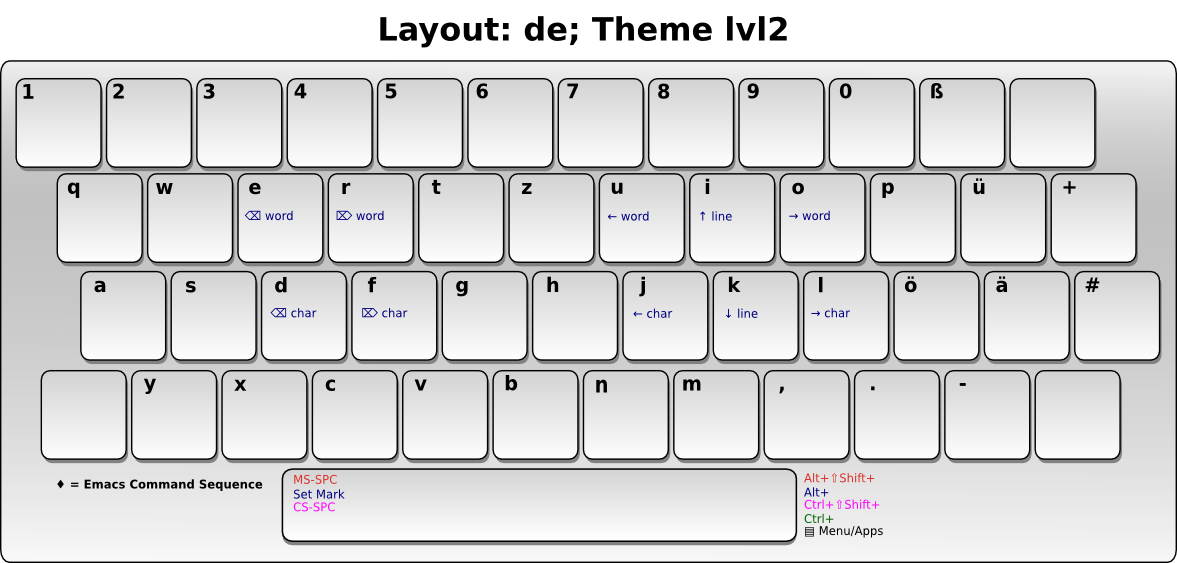 Layout: de; Theme lvl2
1 2 3 4 5 6 7 8 9 0 ß
q w e r t z u i o p ü +
⌫ word ⌦ word ← word ↑ line → word
a s d f g h j k l ö ä #
⌫ char ⌦ char ← char ↓ line → char
y x c v b n m , . -
♦ = Emacs Command Sequence
MS-SPC
Set Mark
CS-SPC
Alt+⇧Shift+
Alt+
Ctrl+⇧Shift+
Ctrl+
▤ Menu/Apps